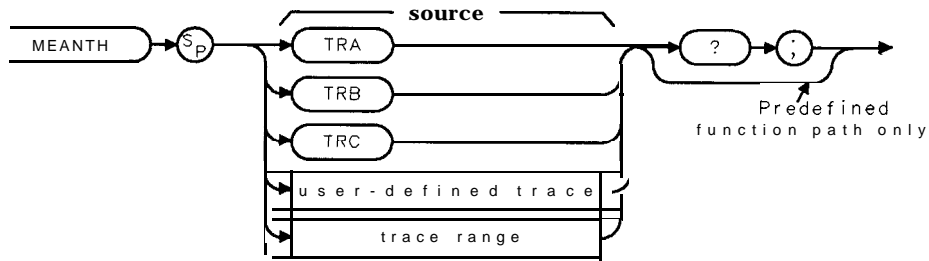 source
MEANTH
SP
TRA
?
;
TRB
TRC
Predefined
function path only
user-defined trace
trace range